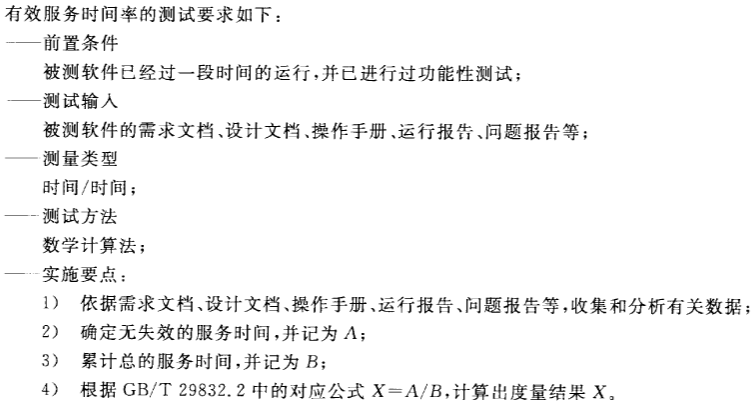 有效服务时间率的测试要求如下:
——前置条件
被测软件已经过一段时间的运行,并已进行过功能性测试;
——测试输入
被测软件的需求文档、设计文档、操作手册、运行报告、问题报告等;
——测量类型
时间/时间;
——测试方法
数学计算法;
——实施要点:
1) 依据需求文档、设计文档、操作手册、运行报告、问题报告等,收集和分析有关数据;
2) 确定无失效的服务时间,并记为 A;
3) 累计总的服务时间,并记为 B;
4) 根据 GB/T 29832.2 中的对应公式 X=A/B,计算出度量结果 X。